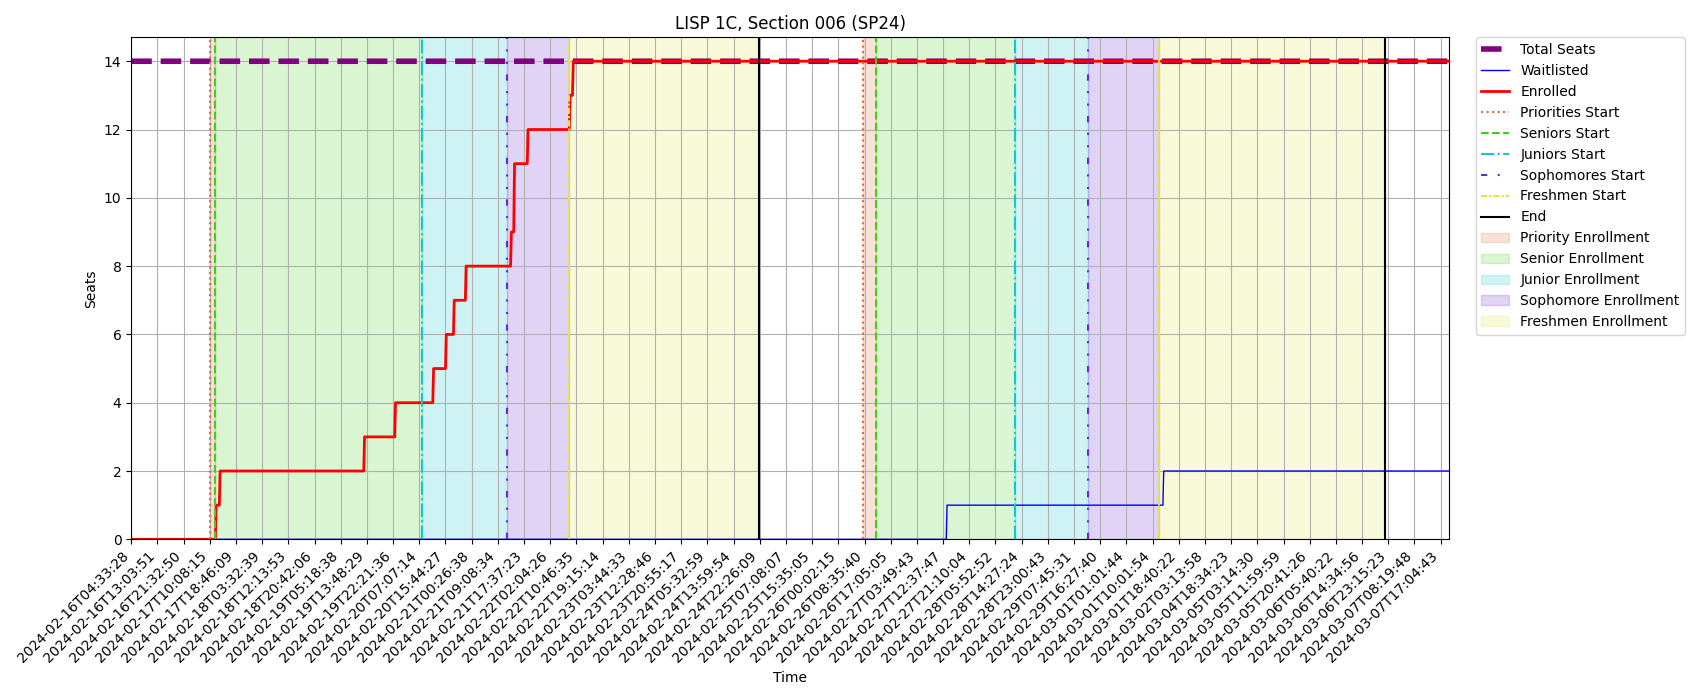 LISP 1C, Section 006 (SP24)
Seats
14
12
10
8
6
4
2
0
2024-02-16T04:33:28
2024-02-16T13:03:51
2024-02-16T21:32:50
2024-02-17T10:08:15
2024-02-17T18:46:09
2024-02-18T03:32:39
2024-02-18T12:13:53
2024-02-18T20:42:06
2024-02-19T05:18:38
2024-02-19T13:48:29
2024-02-19T22:21:36
2024-02-20T07:07:14
2024-02-20T15:44:27
2024-02-21T00:26:38
2024-02-21T09:08:34
2024-02-21T17:37:23
2024-02-22T02:04:26
2024-02-22T10:46:35
2024-02-22T19:15:14
2024-02-23T03:44:33
2024-02-23T12:28:46
2024-02-23T20:55:17
2024-02-24T05:32:59
2024-02-24T13:59:54
2024-02-24T22:26:09
2024-02-25T07:08:07
2024-02-25T15:35:05
2024-02-26T00:02:15
2024-02-26T08:35:40
2024-02-26T17:05:05
2024-02-27T03:49:43
2024-02-27T12:37:47
2024-02-27T21:10:04
2024-02-28T05:52:52
2024-02-28T14:27:24
2024-02-28T23:00:43
2024-02-29T07:45:31
2024-02-29T16:27:40
2024-03-01T01:01:44
2024-03-01T10:01:54
2024-03-01T18:40:22
2024-03-02T03:13:58
2024-03-04T18:34:23
2024-03-05T03:14:30
2024-03-05T11:59:59
2024-03-05T20:41:26
2024-03-06T05:40:22
2024-03-06T14:34:56
2024-03-06T23:15:23
2024-03-07T08:19:48
2024-03-07T17:04:43
Time
Total Seats
Waitlisted
Enrolled
Priorities Start
Seniors Start
Juniors Start
Sophomores Start
Freshmen Start
End
Priority Enrollment
Senior Enrollment
Junior Enrollment
Sophomore Enrollment
Freshmen Enrollment